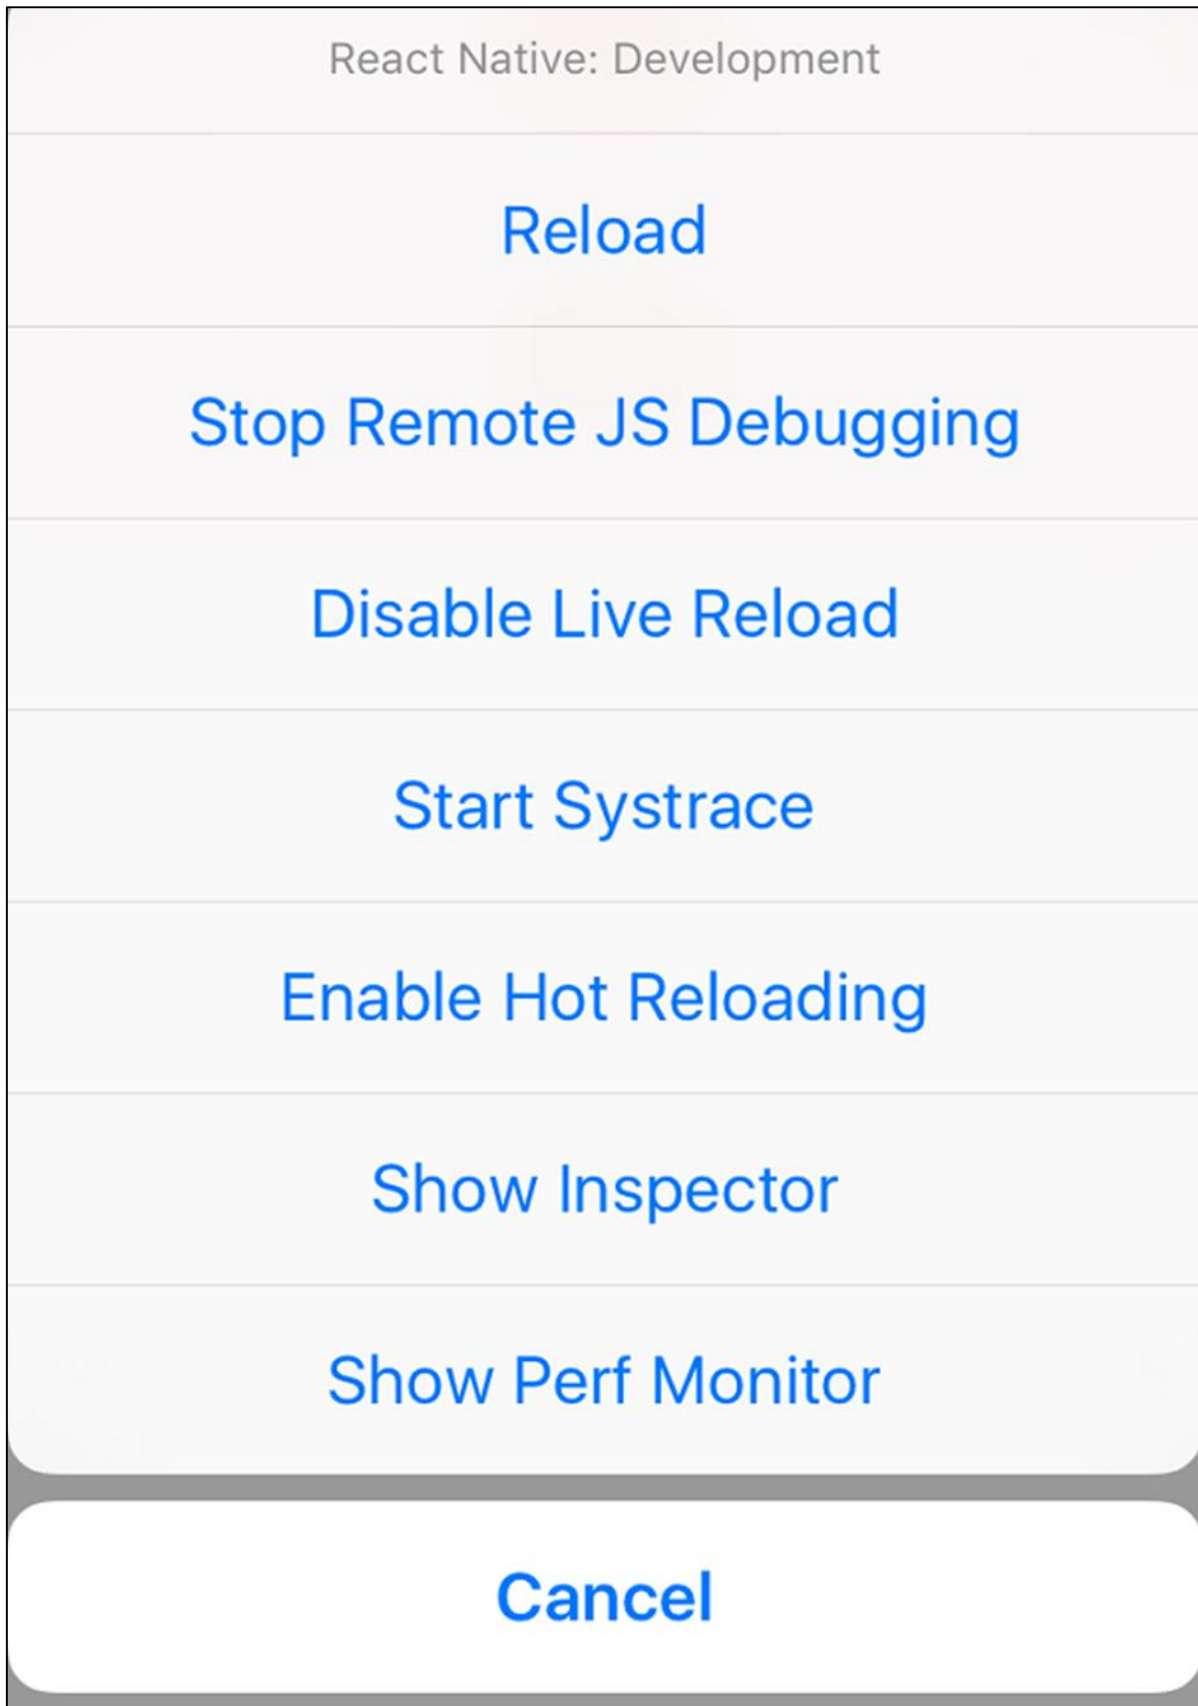 React Native: Development
Reload
Stop Remote JS Debugging
Disable Live Reload
Start Systrace
Enable Hot Reloading
Show Inspector
Show Perf Monitor
Cancel